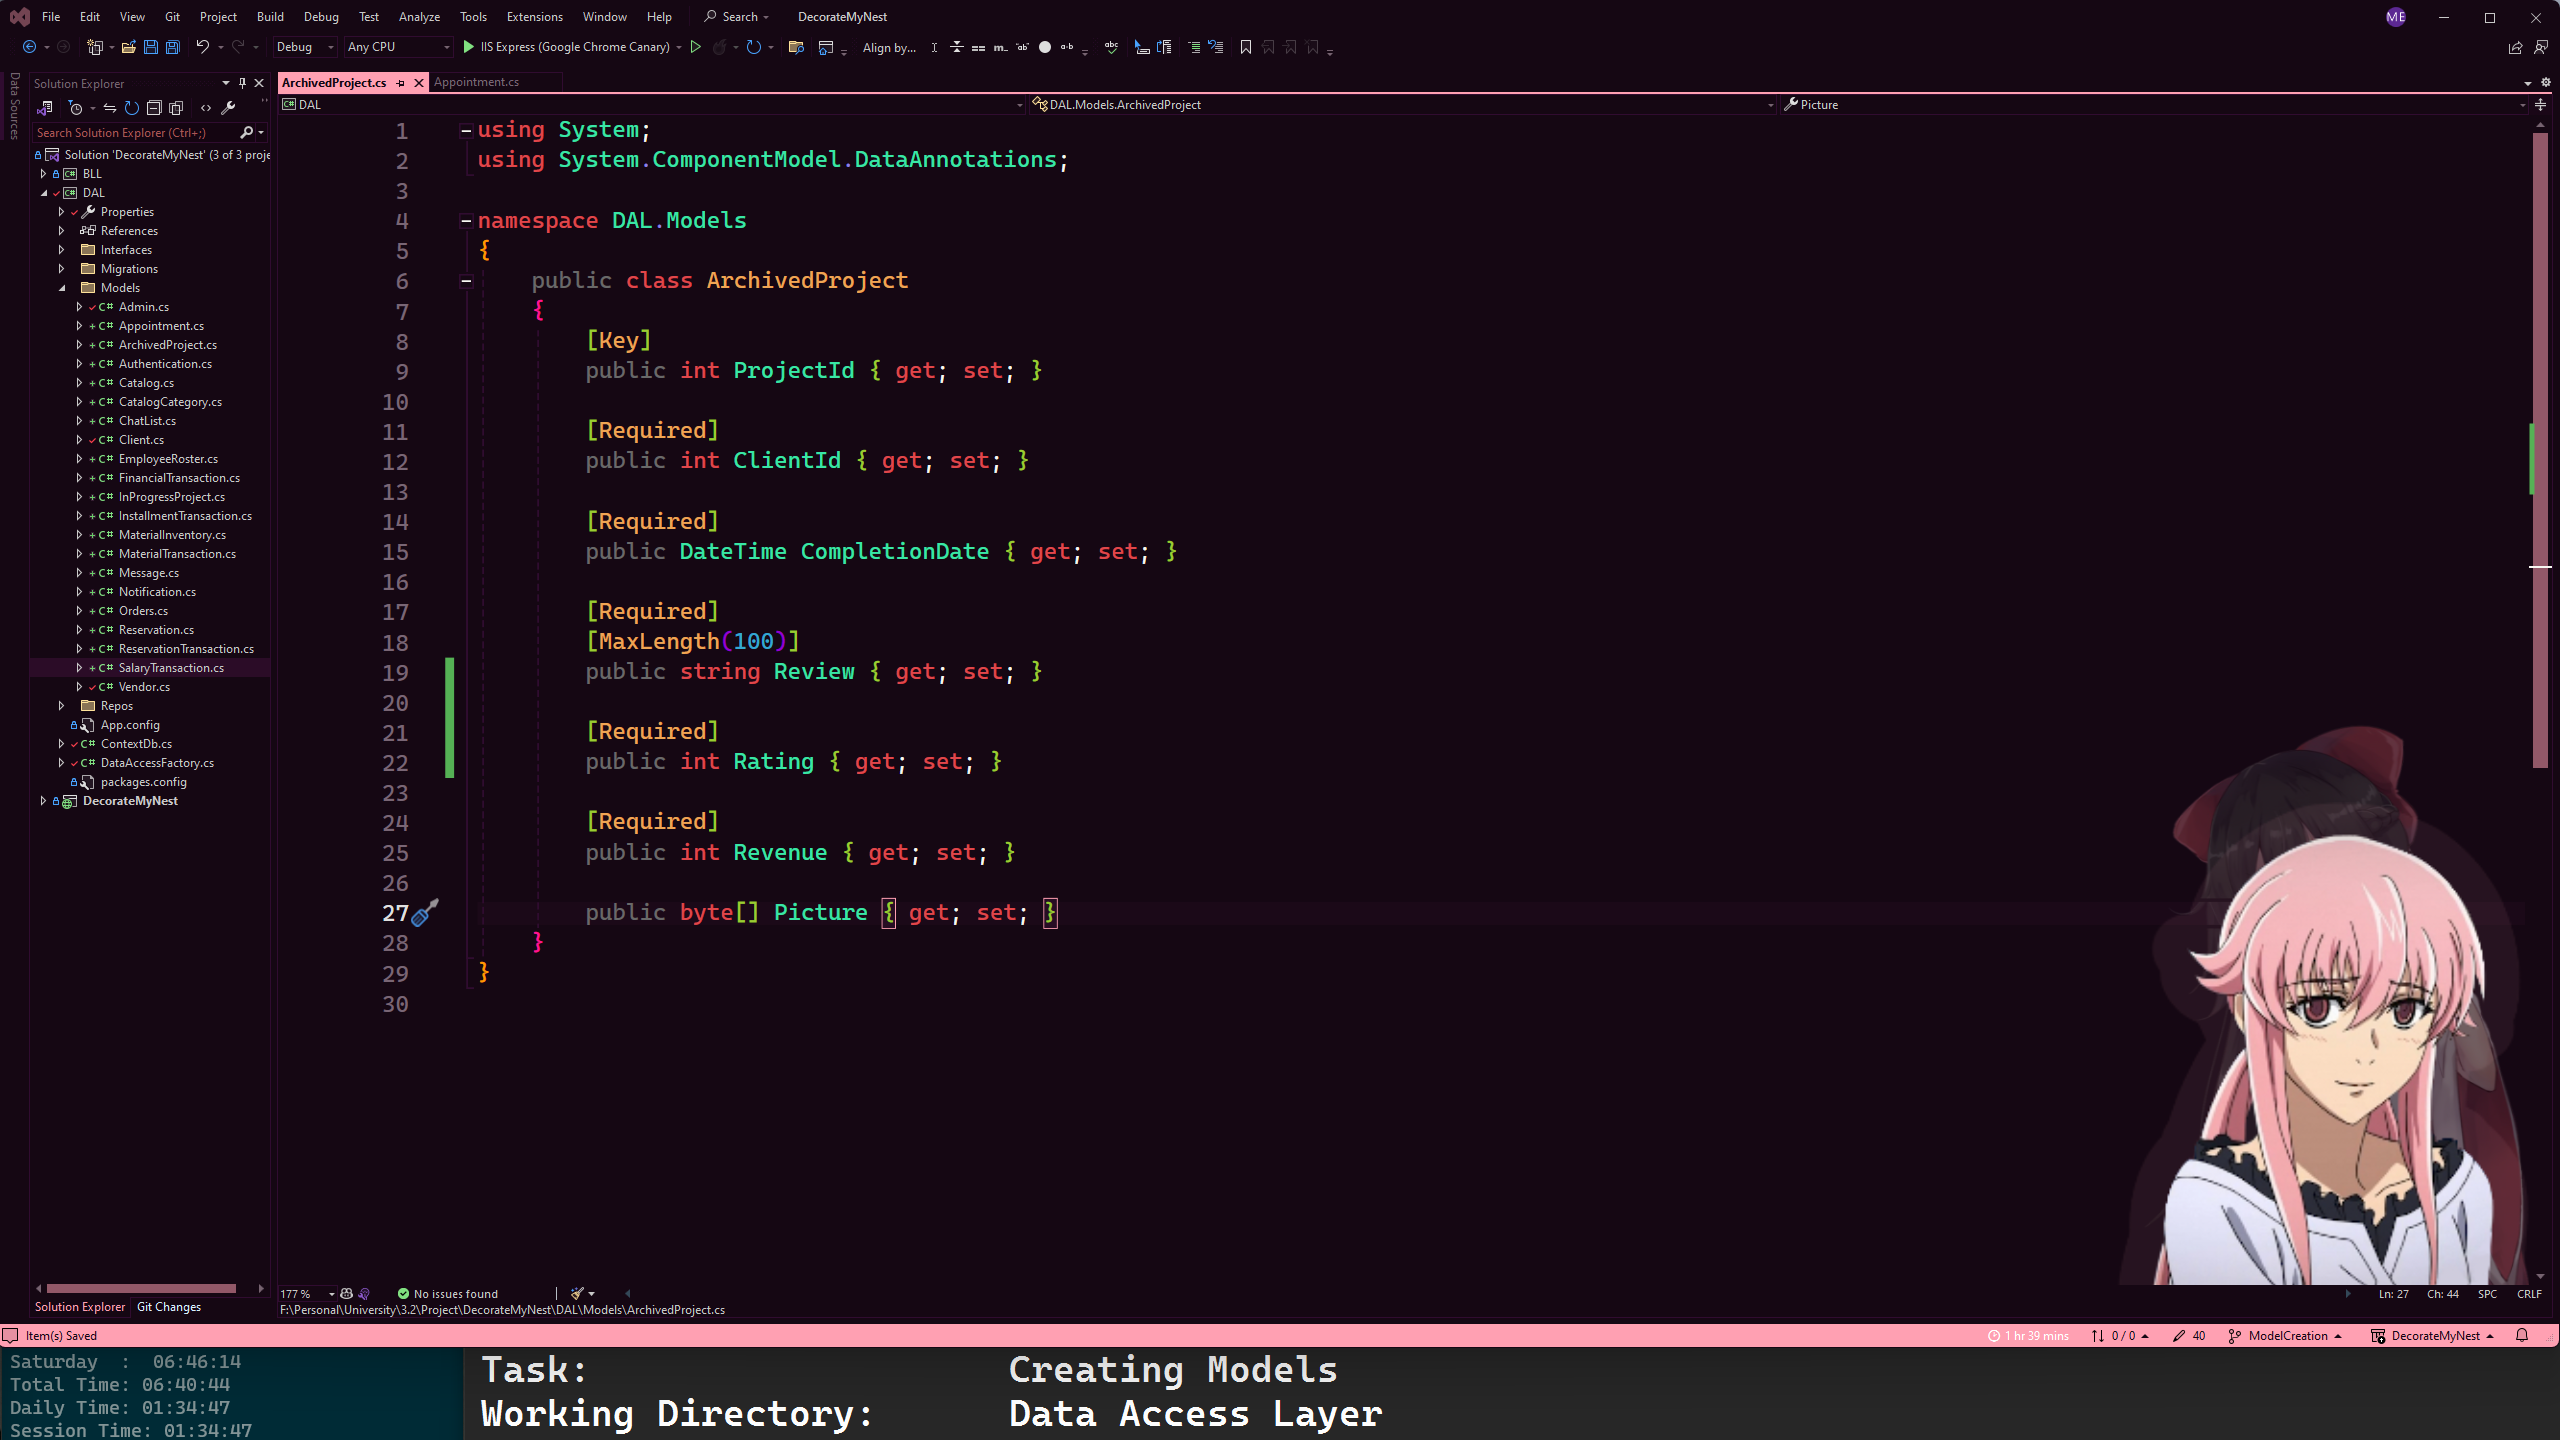 File Edit View Git Project Build Debug Test Analyze Tools Extensions Window Help Search DecorateMyNest ME
Debug Any CPU IIS Express (Google Chrome Canary) Align by...
Data Sources
Solution Explorer
Search Solution Explorer (Ctrl+;)
Solution 'DecorateMyNest' (3 of 3 proje
BLL
DAL
Properties
References
Interfaces
Migrations
Models
C# Admin.cs
C# Appointment.cs
C# ArchivedProject.cs
C# Authentication.cs
C# Catalog.cs
C# CatalogCategory.cs
C# ChatList.cs
C# Client.cs
C# EmployeeRoster.cs
C# FinancialTransaction.cs
C# InProgressProject.cs
C# InstallmentTransaction.cs
C# MaterialInventory.cs
C# MaterialTransaction.cs
C# Message.cs
C# Notification.cs
C# Orders.cs
C# Reservation.cs
C# ReservationTransaction.cs
C# SalaryTransaction.cs
C# Vendor.cs
Repos
App.config
C# ContextDb.cs
C# DataAccessFactory.cs
packages.config
DecorateMyNest
Solution Explorer Git Changes
ArchivedProject.cs Appointment.cs
DAL DAL.Models.ArchivedProject Picture
1 using System;
2 using System.ComponentModel.DataAnnotations;
3
4 namespace DAL.Models
5 {
6 public class ArchivedProject
7 {
8 [Key]
9 public int ProjectId { get; set; }
10
11 [Required]
12 public int ClientId { get; set; }
13
14 [Required]
15 public DateTime CompletionDate { get; set; }
16
17 [Required]
18 [MaxLength(100)]
19 public string Review { get; set; }
20
21 [Required]
22 public int Rating { get; set; }
23
24 [Required]
25 public int Revenue { get; set; }
26
27 public byte[] Picture { get; set; }
28 }
29 }
30
177 % No issues found Ln: 27 Ch: 44 SPC CRLF
F:\Personal\University\3.2\Project\DecorateMyNest\DAL\Models\ArchivedProject.cs
Item(s) Saved 1 hr 39 mins 0 / 0 40 ModelCreation DecorateMyNest
Saturday : 06:46:14
Total Time: 06:40:44
Daily Time: 01:34:47
Session Time: 01:34:47
Task: Creating Models
Working Directory: Data Access Layer